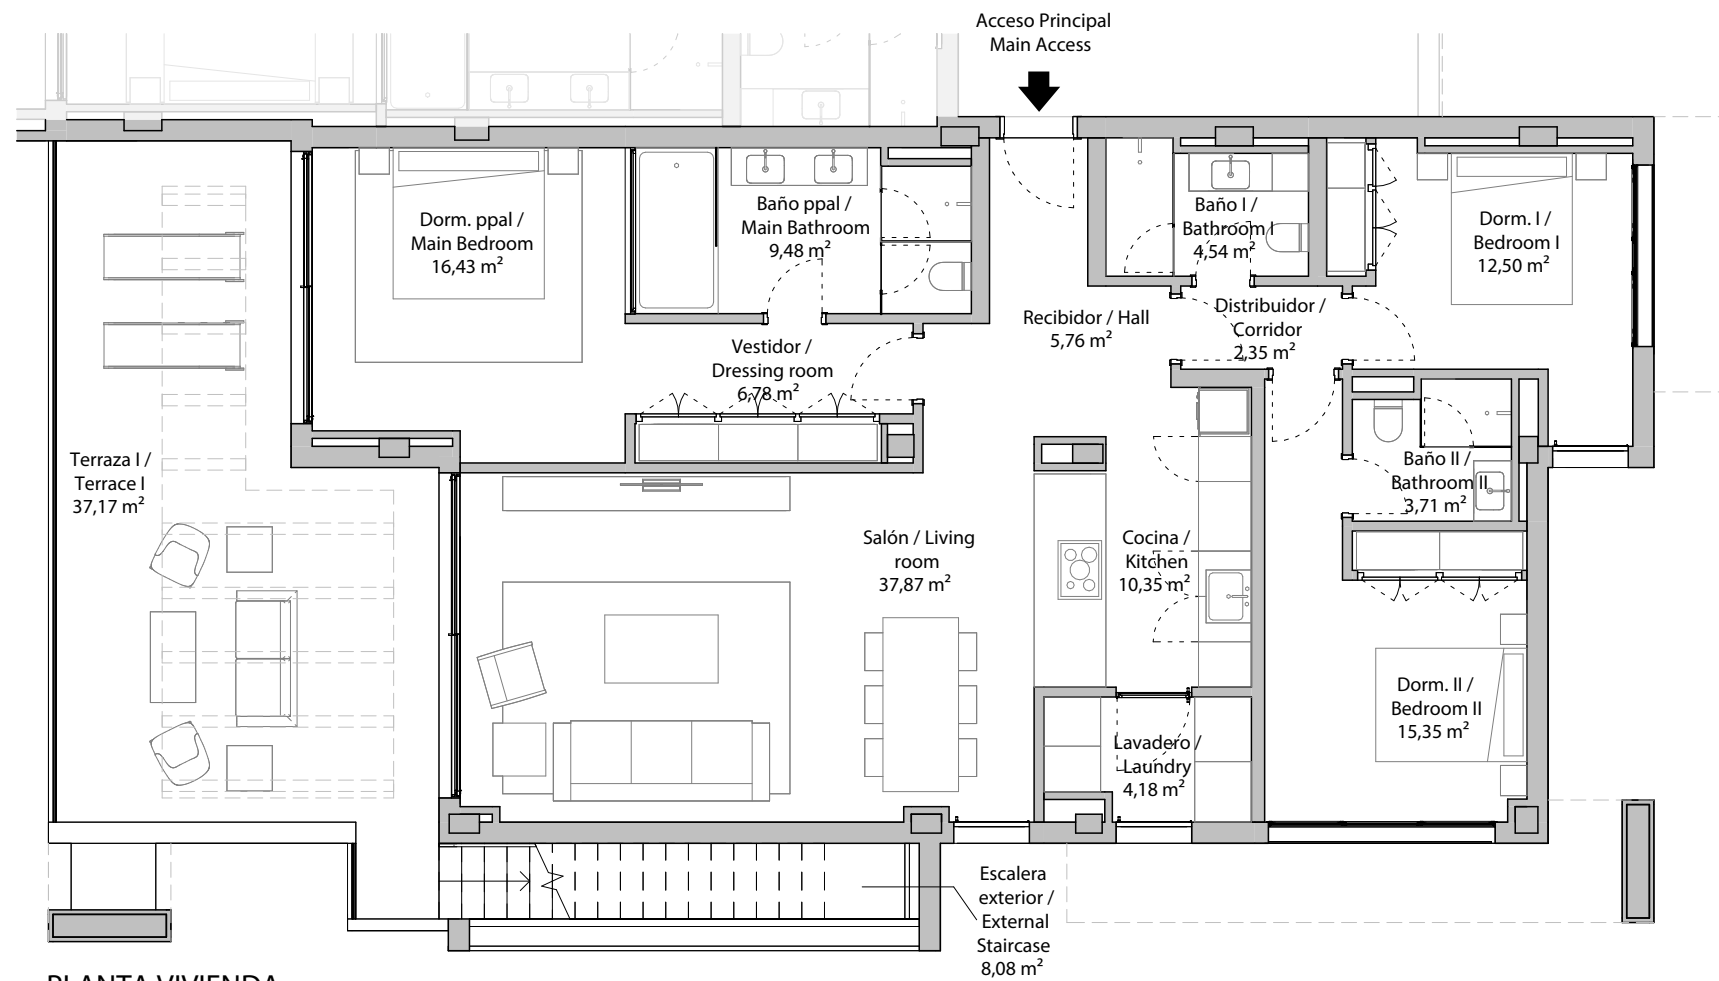 Acceso Principal
Main Access
Dorm. ppal /
Main Bedroom
16,43 m²
Baño ppal /
Main Bathroom
9,48 m²
Baño I /
Bathroom I
4,54 m²
Dorm. I /
Bedroom I
12,50 m²
Recibidor / Hall
5,76 m²
Distribuidor /
Corridor
2,35 m²
Vestidor /
Dressing room
6,78 m²
Terraza I /
Terrace I
37,17 m²
Baño II /
Bathroom II
3,71 m²
Salón / Living
room
37,87 m²
Cocina /
Kitchen
10,35 m²
Dorm. II /
Bedroom II
15,35 m²
Lavadero /
Laundry
4,18 m²
Escalera
exterior /
External
Staircase
8,08 m²
PLANTA VIVIENDA